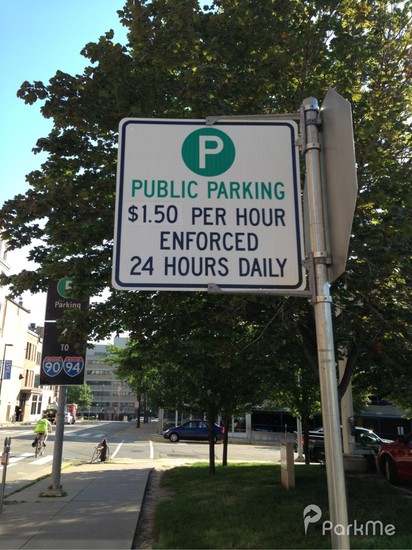 P
PUBLIC PARKING
$1.50 PER HOUR
ENFORCED
24 HOURS DAILY
Parking
TO
90 94
ParkMe